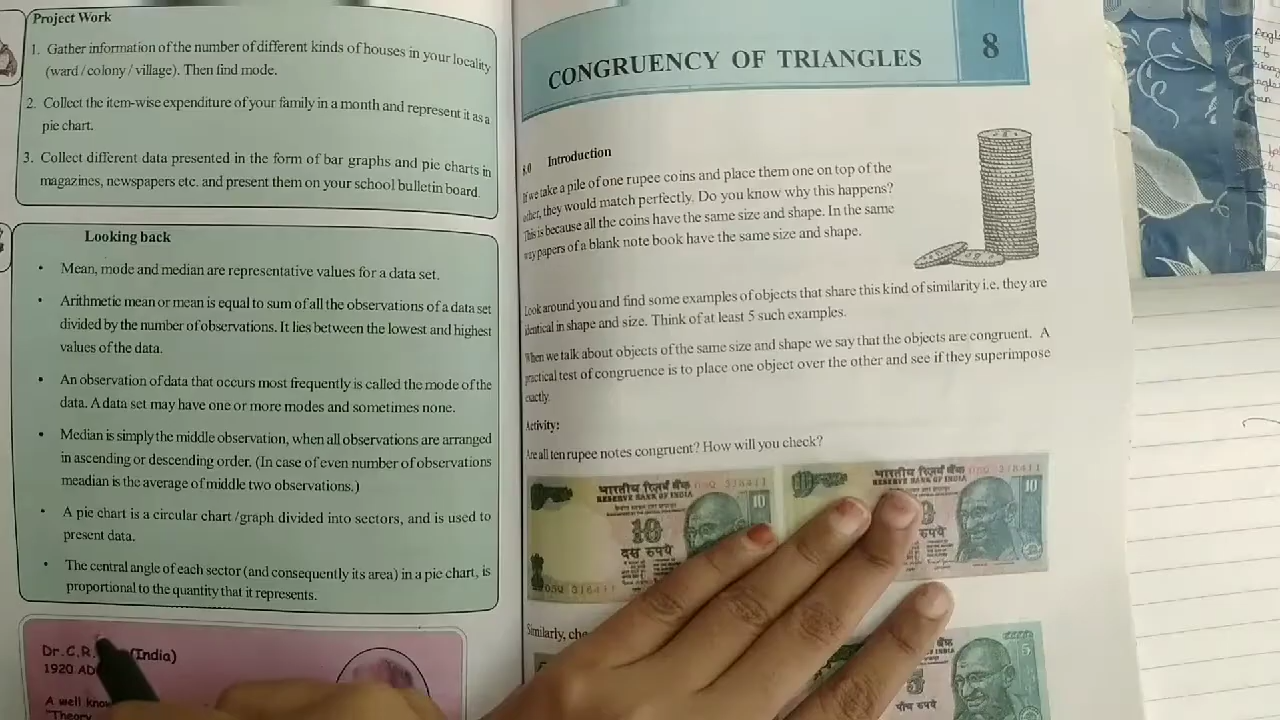 Project Work
1. Gather information of the number of different kinds of houses in your locality
(ward / colony / village). Then find mode.
2. Collect the item-wise expenditure of your family in a month and represent it as a
pie chart.
3. Collect different data presented in the form of bar graphs and pie charts in
magazines, newspapers etc. and present them on your school bulletin board.
Looking back
• Mean, mode and median are representative values for a data set.
• Arithmetic mean or mean is equal to sum of all the observations of a data set
divided by the number of observations. It lies between the lowest and highest
values of the data.
• An observation of data that occurs most frequently is called the mode of the
data. A data set may have one or more modes and sometimes none.
• Median is simply the middle observation, when all observations are arranged
in ascending or descending order. (In case of even number of observations
meadian is the average of middle two observations.)
• A pie chart is a circular chart /graph divided into sectors, and is used to
present data.
• The central angle of each sector (and consequently its area) in a pie chart, is
proportional to the quantity that it represents.
Dr.C.R. (India)
1920 AD
A well
"Theory
CONGRUENCY OF TRIANGLES 8
8.0 Introduction
If we take a pile of one rupee coins and place them one on top of the
other, they would match perfectly. Do you know why this happens?
This is because all the coins have the same size and shape. In the same
way papers of a blank note book have the same size and shape.
Look around you and find some examples of objects that share this kind of similarity i.e. they are
identical in shape and size. Think of at least 5 such examples.
When we talk about objects of the same size and shape we say that the objects are congruent. A
practical test of congruence is to place one object over the other and see if they superimpose
exactly.
Activity:
Are all ten rupee notes congruent? How will you check?
भारतीय रिज़र्व बैंक
RESERVE BANK OF INDIA
10
10
दस रुपये
भारतीय रिज़र्व बैंक
RESERVE BANK OF INDIA
10
रुपये
Similarly,
बैंक
5
5
पाँच रुपये